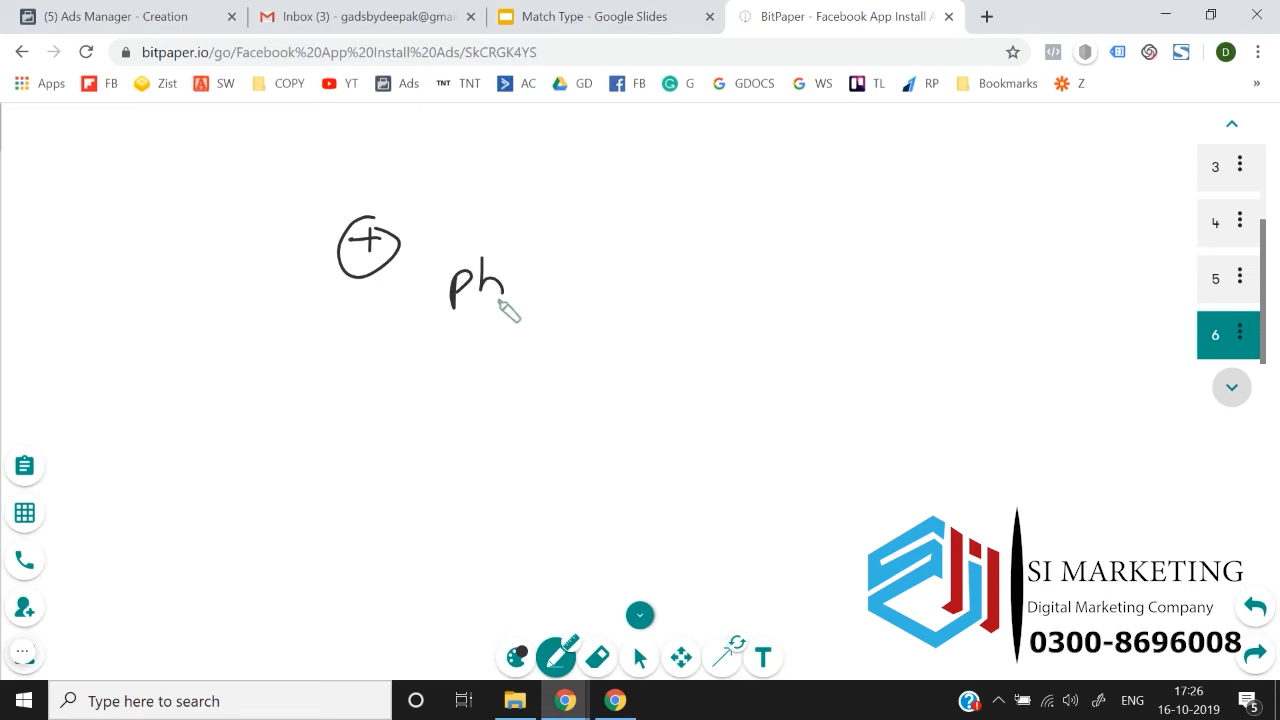 (5) Ads Manager - Creation
Inbox (3) - gadsbydeepak@gmai
Match Type - Google Slides
BitPaper - Facebook App Install A
bitpaper.io/go/Facebook%20App%20Install%20Ads/SkCRGK4YS
D
Apps FB Zist SW COPY YT Ads TNT TNT AC GD FB G GDOCS WS TL RP Bookmarks Z »
+
ph
3
4
5
6
SI MARKETING
Digital Marketing Company
0300-8696008
T
Type here to search
ENG
17:26
16-10-2019
5